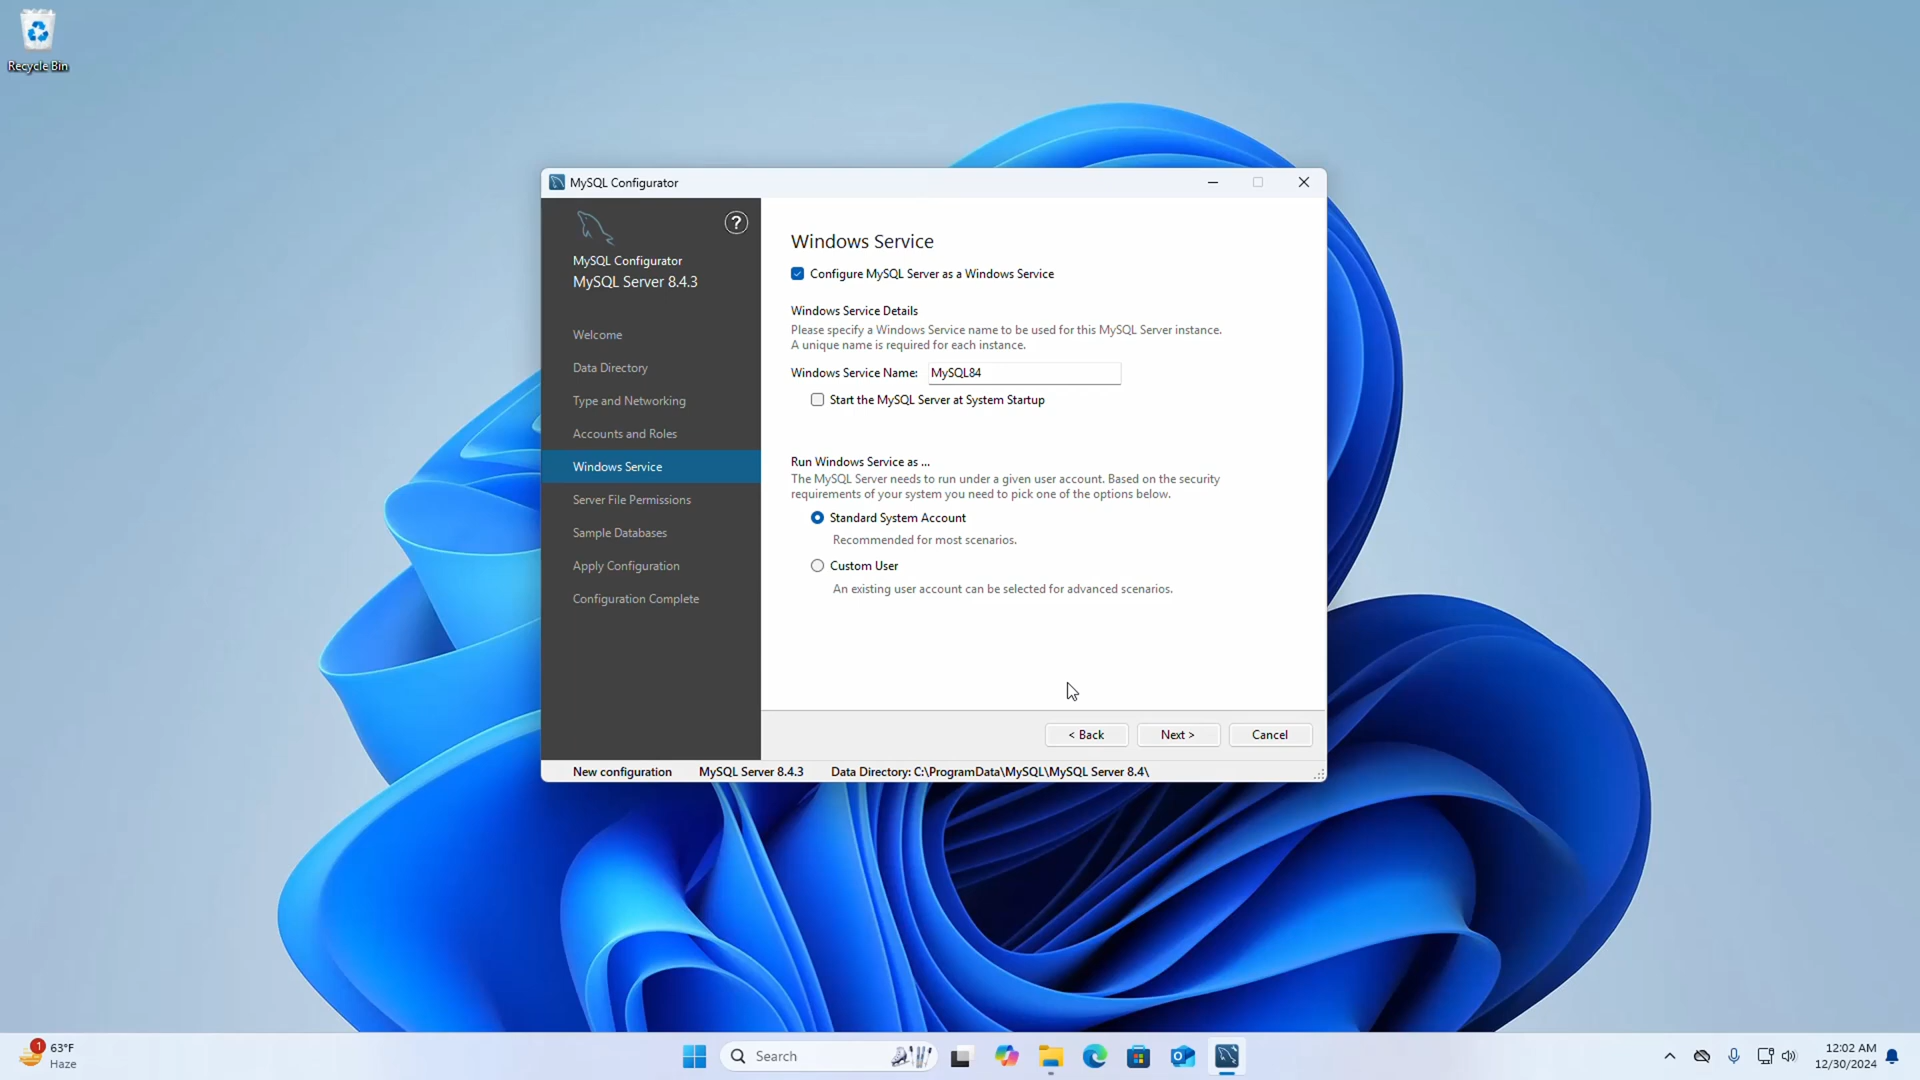 Recycle Bin
MySQL Configurator
?
MySQL Configurator
MySQL Server 8.4.3
Welcome
Data Directory
Type and Networking
Accounts and Roles
Windows Service
Server File Permissions
Sample Databases
Apply Configuration
Configuration Complete
Windows Service
Configure MySQL Server as a Windows Service
Windows Service Details
Please specify a Windows Service name to be used for this MySQL Server instance.
A unique name is required for each instance.
Windows Service Name: MySQL84
Start the MySQL Server at System Startup
Run Windows Service as ...
The MySQL Server needs to run under a given user account. Based on the security
requirements of your system you need to pick one of the options below.
Standard System Account
Recommended for most scenarios.
Custom User
An existing user account can be selected for advanced scenarios.
< Back
Next >
Cancel
New configuration
MySQL Server 8.4.3
Data Directory: C:\ProgramData\MySQL\MySQL Server 8.4\
1
63°F
Haze
Search
12:02 AM
12/30/2024